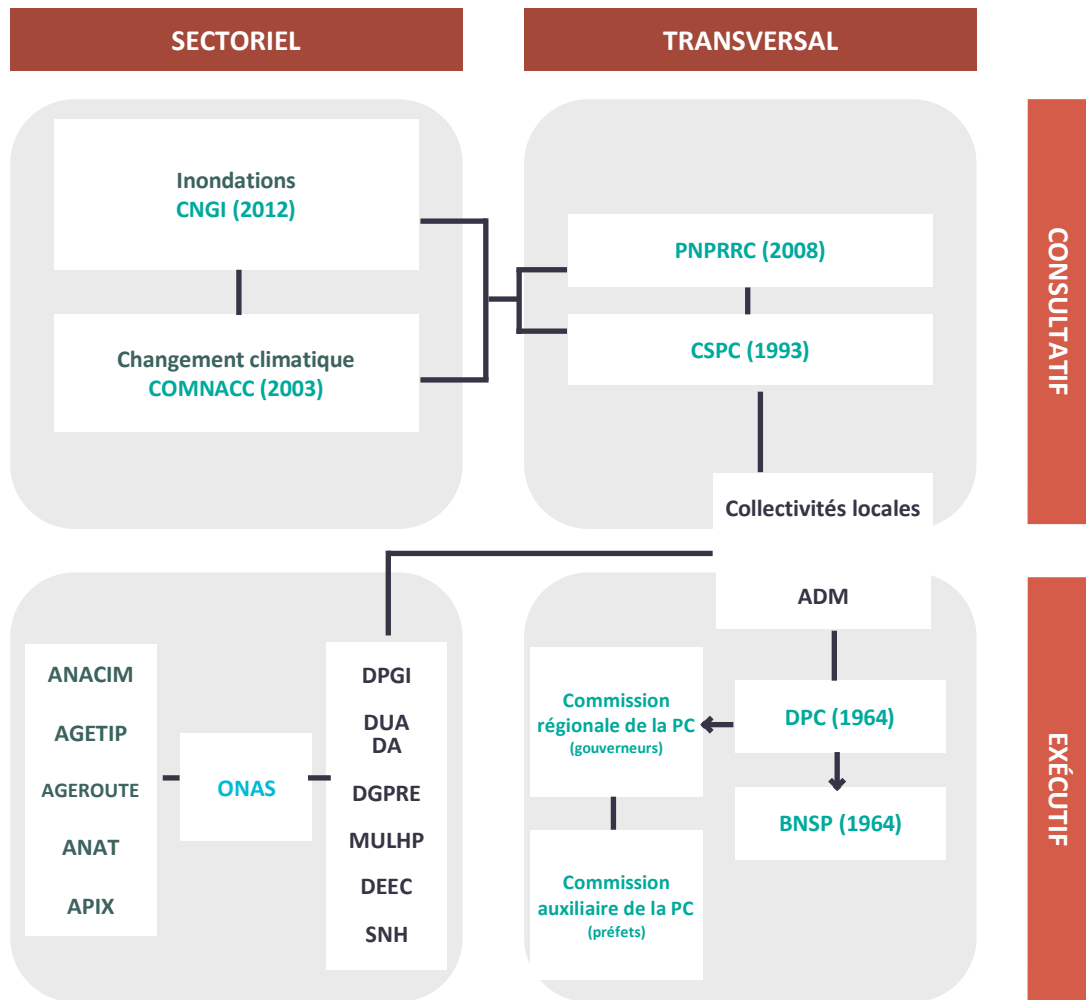 SECTORIEL
TRANSVERSAL
Inondations
CNGI (2012)
Changement climatique
COMNACC (2003)
PNPRRC (2008)
CSPC (1993)
CONSULTATIF
Collectivités locales
ADM
ANACIM
AGETIP
AGEROUTE
ANAT
APIX
ONAS
DPGI
DUA
DA
DGPRE
MULHP
DEEC
SNH
Commission
régionale de la PC
(gouverneurs)
DPC (1964)
BNSP (1964)
Commission
auxiliaire de la PC
(préfets)
EXÉCUTIF